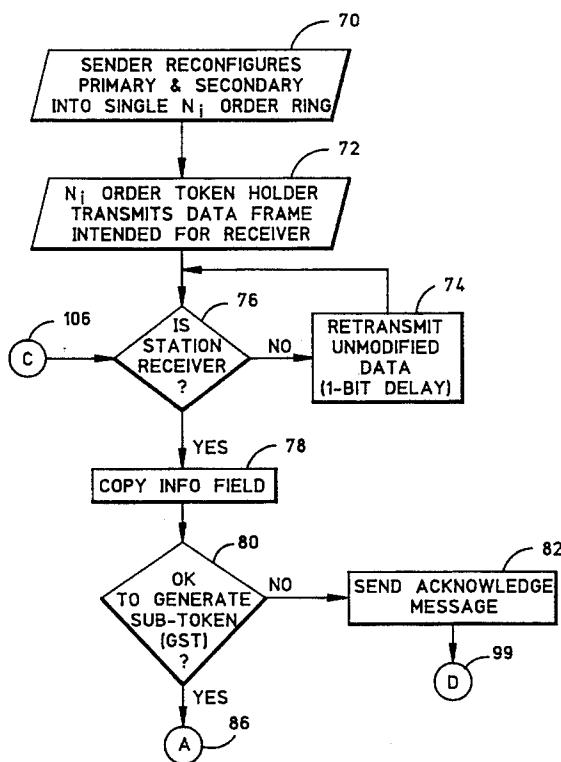 70
SENDER RECONFIGURES
PRIMARY & SECONDARY
INTO SINGLE Ni ORDER RING
72
Ni ORDER TOKEN HOLDER
TRANSMITS DATA FRAME
INTENDED FOR RECEIVER
74
76
106
C
IS
STATION
RECEIVER
?
NO
RETRANSMIT
UNMODIFIED
DATA
(1-BIT DELAY)
YES
78
COPY INFO FIELD
80
OK
TO GENERATE
SUB-TOKEN
(GST)
?
NO
82
SEND ACKNOWLEDGE
MESSAGE
99
D
YES
86
A